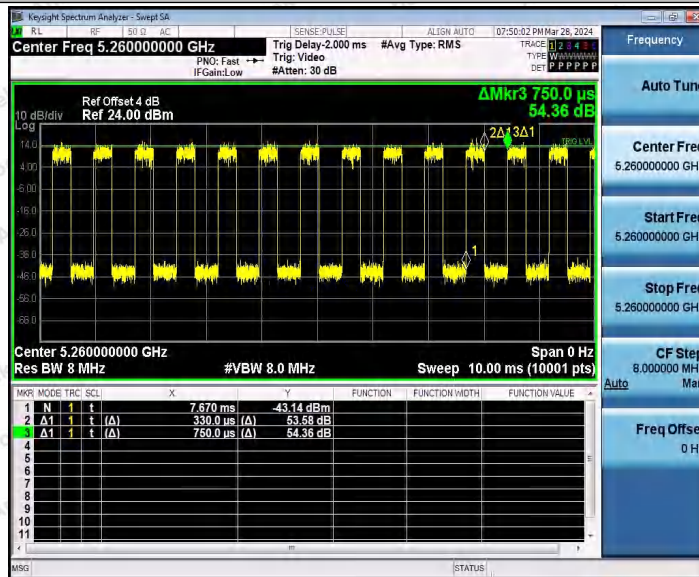 Keysight Spectrum Analyzer - Swept SA
RL RF 50 Ω AC SENSE:PULSE ALIGN AUTO 07:50:02 PM Mar 28, 2024
Center Freq 5.260000000 GHz
PNO: Fast
IFGain:Low
Trig Delay-2.000 ms
Trig: Video
#Atten: 30 dB
#Avg Type: RMS
TRACE 1 2 3 4 5 6
TYPE WWWWWW
DET P P P P P P
Frequency
Auto Tune
Ref Offset 4 dB
10 dB/div Ref 24.00 dBm
Log
ΔMkr3 750.0 µs
54.36 dB
14.0
4.00
-6.00
-16.0
-26.0
-36.0
-46.0
-56.0
-66.0
2Δ1
3Δ1
TRIG LVL
1
Center Freq
5.260000000 GHz
Start Freq
5.260000000 GHz
Stop Freq
5.260000000 GHz
CF Step
8.000000 MHz
Auto Man
Freq Offset
0 Hz
Center 5.260000000 GHz Span 0 Hz
Res BW 8 MHz #VBW 8.0 MHz Sweep 10.00 ms (10001 pts)
MKR MODE TRC SCL X Y FUNCTION FUNCTION WIDTH FUNCTION VALUE
1 N 1 t 7.670 ms -43.14 dBm
2 Δ1 1 t (Δ) 330.0 µs (Δ) 53.58 dB
3 Δ1 1 t (Δ) 750.0 µs (Δ) 54.36 dB
4
5
6
7
8
9
10
11
MSG STATUS